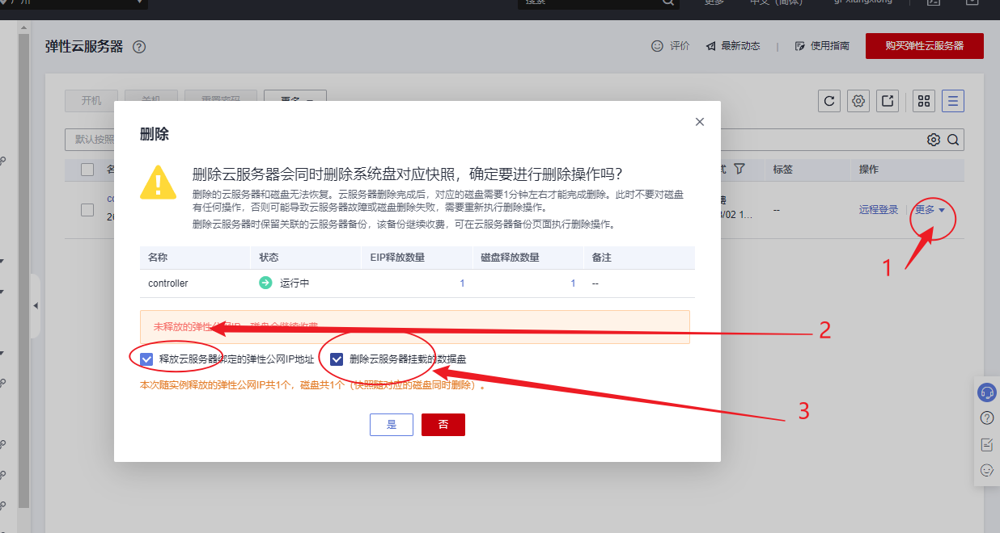 搜索
更多
中文（简体）
弹性云服务器
评价
最新动态
使用指南
购买弹性云服务器
开机
关机
重置密码
更多
默认按照
标签
操作
远程登录
更多
--
删除
删除云服务器会同时删除系统盘对应快照，确定要进行删除操作吗？
删除的云服务器和磁盘无法恢复。云服务器删除完成后，对应的磁盘需要1分钟左右才能完成删除。此时不要对磁盘
有任何操作，否则可能导致云服务器故障或磁盘删除失败，需要重新执行删除操作。
删除云服务器时保留关联的云服务器备份，该备份继续收费，可在云服务器备份页面执行删除操作。
名称 状态 EIP释放数量 磁盘释放数量 备注
controller 运行中 1 1 --
未释放的弹性公网IP、磁盘会继续收费
释放云服务器绑定的弹性公网IP地址 删除云服务器挂载的数据盘
本次随实例释放的弹性公网IP共1个，磁盘共1个（快照随对应的磁盘同时删除）。
是 否
1
2
3